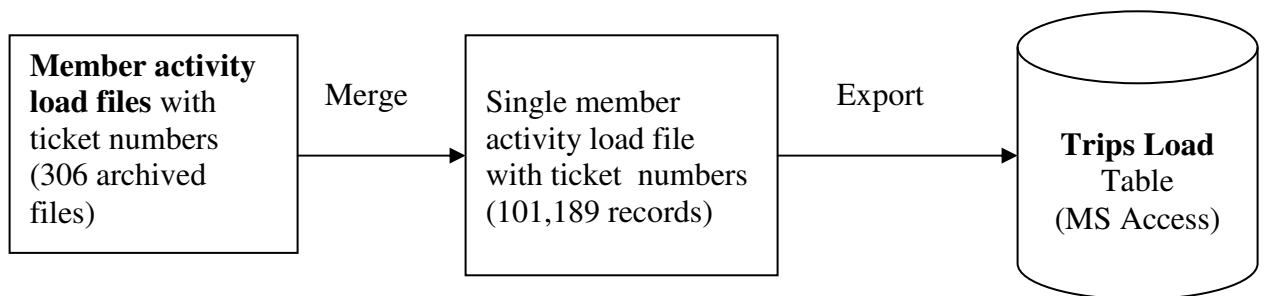 Member activity
load files with
ticket numbers
(306 archived
files)
Merge
Single member
activity load file
with ticket numbers
(101,189 records)
Export
Trips Load
Table
(MS Access)